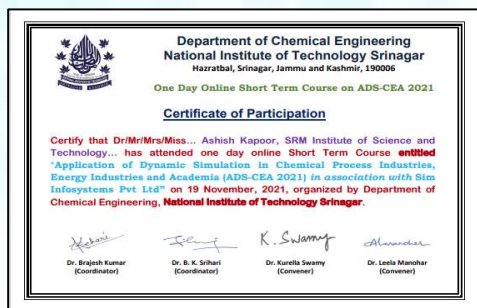 Department of Chemical Engineering
National Institute of Technology Srinagar
Hazratbal, Srinagar, Jammu and Kashmir, 190006
One Day Online Short Term Course on ADS-CEA 2021
Certificate of Participation
Certify that Dr/Mr/Mrs/Miss... Ashish Kapoor, SRM Institute of Science and
Technology... has attended one day online Short Term Course entitled
"Application of Dynamic Simulation in Chemical Process Industries,
Energy Industries and Academia (ADS-CEA 2021) in association with Sim
Infosystems Pvt Ltd" on 19 November, 2021, organized by Department of
Chemical Engineering, National Institute of Technology Srinagar.
K. Swamy
Dr. Brajesh Kumar Dr. B. K. Srihari Dr. Kurella Swamy Dr. Leela Manohar
(Coordinator) (Coordinator) (Convener) (Convener)